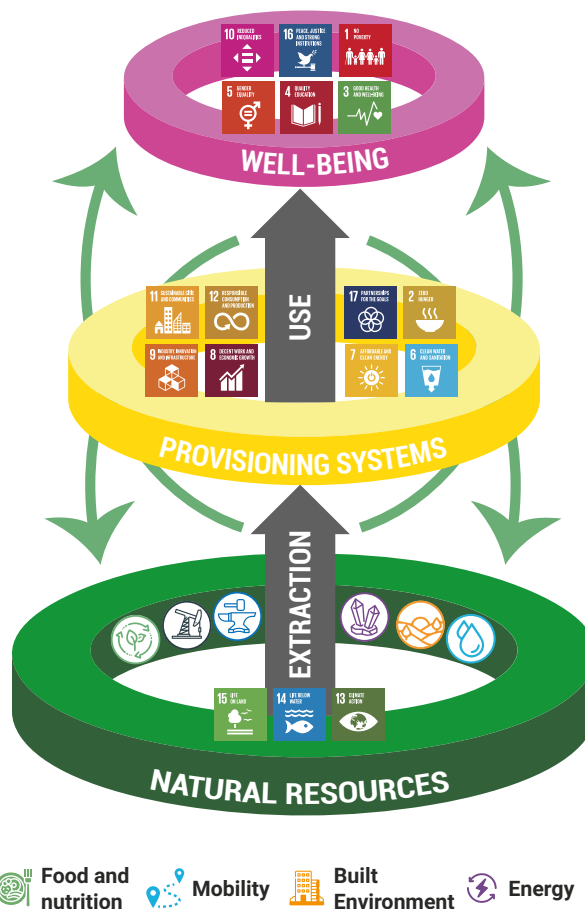 10 REDUCED
INEQUALITIES
16 PEACE, JUSTICE
AND STRONG
INSTITUTIONS
1 NO
POVERTY
5 GENDER
EQUALITY
4 QUALITY
EDUCATION
3 GOOD HEALTH
AND WELL-BEING
WELL-BEING
USE
11 SUSTAINABLE CITIES
AND COMMUNITIES
12 RESPONSIBLE
CONSUMPTION
AND PRODUCTION
17 PARTNERSHIPS
FOR THE GOALS
2 ZERO
HUNGER
9 INDUSTRY, INNOVATION
AND INFRASTRUCTURE
8 DECENT WORK AND
ECONOMIC GROWTH
7 AFFORDABLE AND
CLEAN ENERGY
6 CLEAN WATER
AND SANITATION
PROVISIONING SYSTEMS
EXTRACTION
15 LIFE
ON LAND
14 LIFE BELOW
WATER
13 CLIMATE
ACTION
NATURAL RESOURCES
Food and
nutrition
Mobility
Built
Environment
Energy